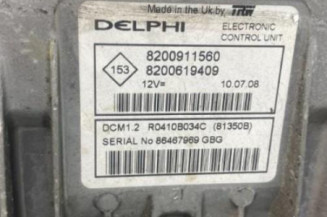 Made in the Uk by TRW
DELPHI
ELECTRONIC
CONTROL UNIT
153
8200911560
8200619409
12V=
10.07.08
DCM1.2 R0410B034C (81350B)
SERIAL No 86467969 GBG